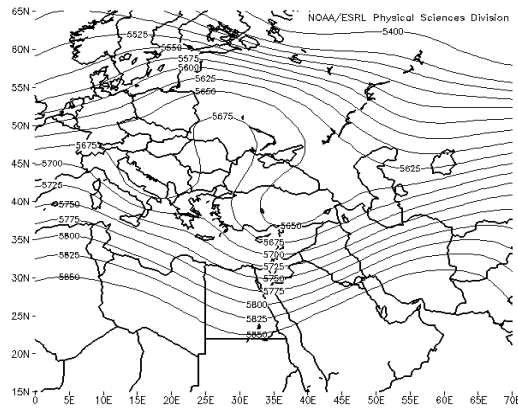 NOAA/ESRL Physical Sciences Division
65N
60N
55N
50N
45N
40N
35N
30N
25N
20N
15N
5525
5550
5575
5600
5625
5650
5675
5400
5675
5700
5725
5750
5775
5800
5825
5850
5625
5650
5675
5700
5725
5750
5775
5800
5825
5850
0
5E
10E
15E
20E
25E
30E
35E
40E
45E
50E
55E
60E
65E
70E